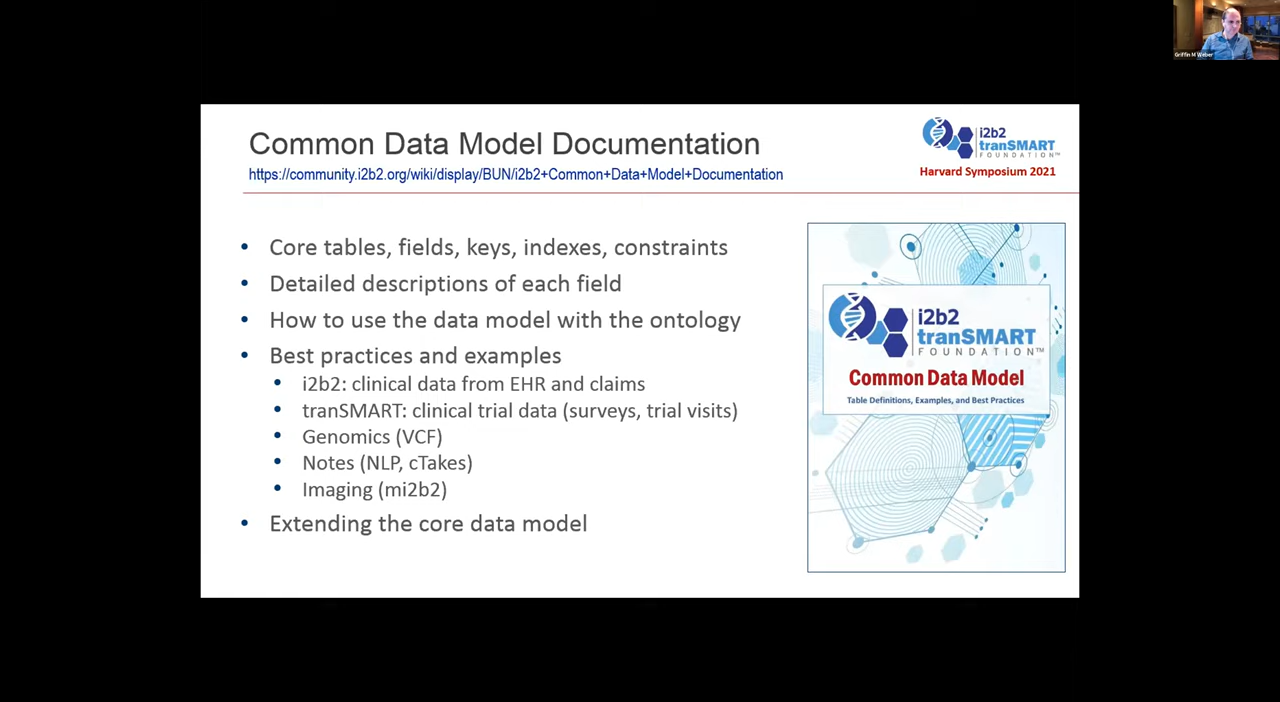 Griffin M Weber
Common Data Model Documentation
https://community.i2b2.org/wiki/display/BUN/i2b2+Common+Data+Model+Documentation
i2b2
tranSMART
FOUNDATION™
Harvard Symposium 2021
• Core tables, fields, keys, indexes, constraints
• Detailed descriptions of each field
• How to use the data model with the ontology
• Best practices and examples
• i2b2: clinical data from EHR and claims
• tranSMART: clinical trial data (surveys, trial visits)
• Genomics (VCF)
• Notes (NLP, cTakes)
• Imaging (mi2b2)
• Extending the core data model
i2b2
tranSMART
FOUNDATION™
Common Data Model
Table Definitions, Examples, and Best Practices